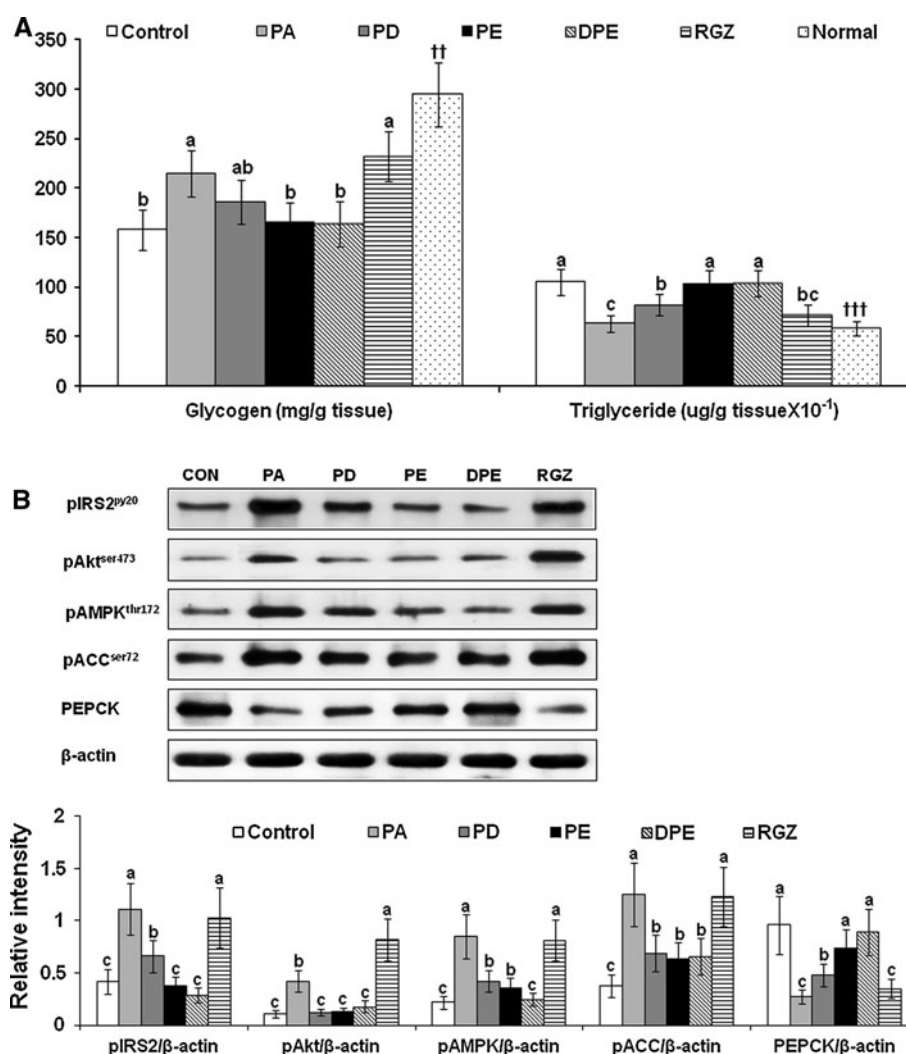 A
Control PA PD PE DPE RGZ Normal
350
300
250
200
150
100
50
0
b a ab b b a ††
a c b a a bc †††
Glycogen (mg/g tissue) Triglyceride (ug/g tissueX10⁻¹)
B
CON PA PD PE DPE RGZ
pIRS2ᵖʸ²⁰
pAktˢᵉʳ⁴⁷³
pAMPKᵗʰʳ¹⁷²
pACCˢᵉʳ⁷²
PEPCK
β-actin
Relative intensity
2
1.5
1
0.5
0
Control PA PD PE DPE RGZ
c a b c c a
c b c c c a
c a b b c a
c a b b b a
a c b a a c
pIRS2/β-actin pAkt/β-actin pAMPK/β-actin pACC/β-actin PEPCK/β-actin